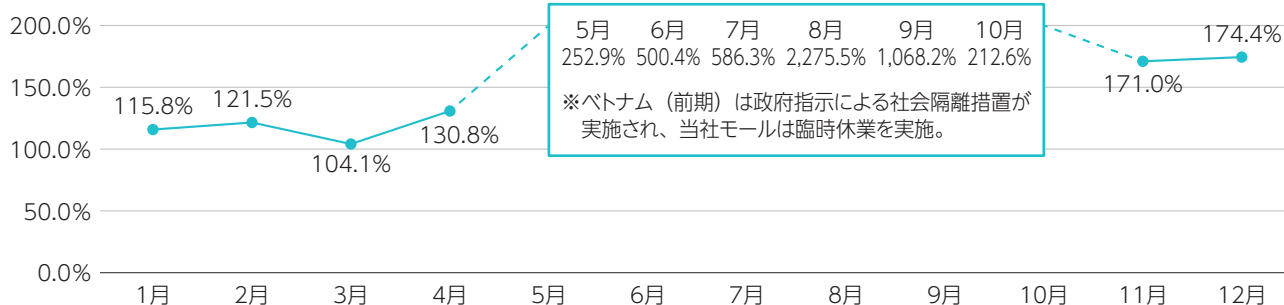 200.0%
150.0%
100.0%
50.0%
0.0%
115.8%
121.5%
104.1%
130.8%
5月 6月 7月 8月 9月 10月
252.9% 500.4% 586.3% 2,275.5% 1,068.2% 212.6%
※ベトナム（前期）は政府指示による社会隔離措置が
実施され、当社モールは臨時休業を実施。
171.0%
174.4%
1月 2月 3月 4月 5月 6月 7月 8月 9月 10月 11月 12月